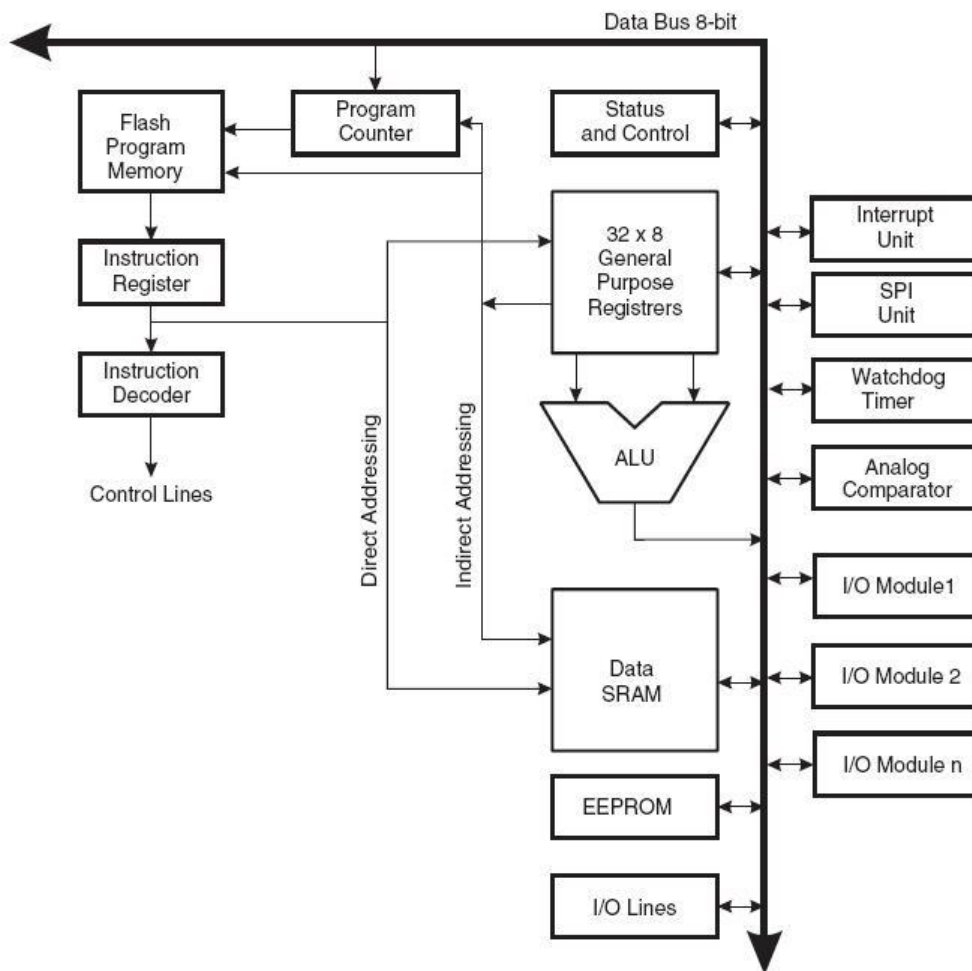 Data Bus 8-bit
Flash
Program
Memory
Program
Counter
Status
and Control
32 x 8
General
Purpose
Registrers
Interrupt
Unit
Instruction
Register
SPI
Unit
Instruction
Decoder
Watchdog
Timer
Direct Addressing
Indirect Addressing
ALU
Analog
Comparator
Control Lines
I/O Module1
Data
SRAM
I/O Module 2
I/O Module n
EEPROM
I/O Lines